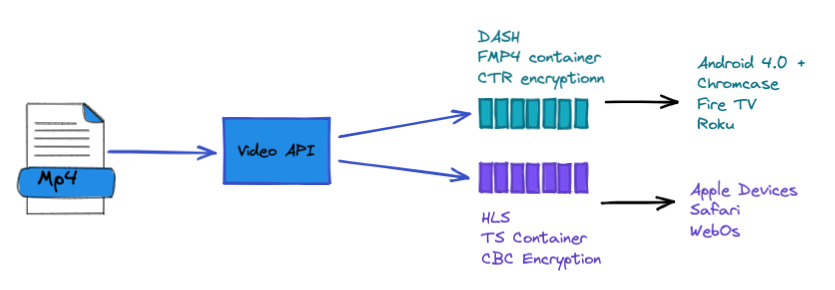 Mp4
Video API
DASH
FMP4 container
CTR encryptionn
Android 4.0 +
Chromcase
Fire TV
Roku
HLS
TS Container
CBC Encryption
Apple Devices
Safari
WebOs